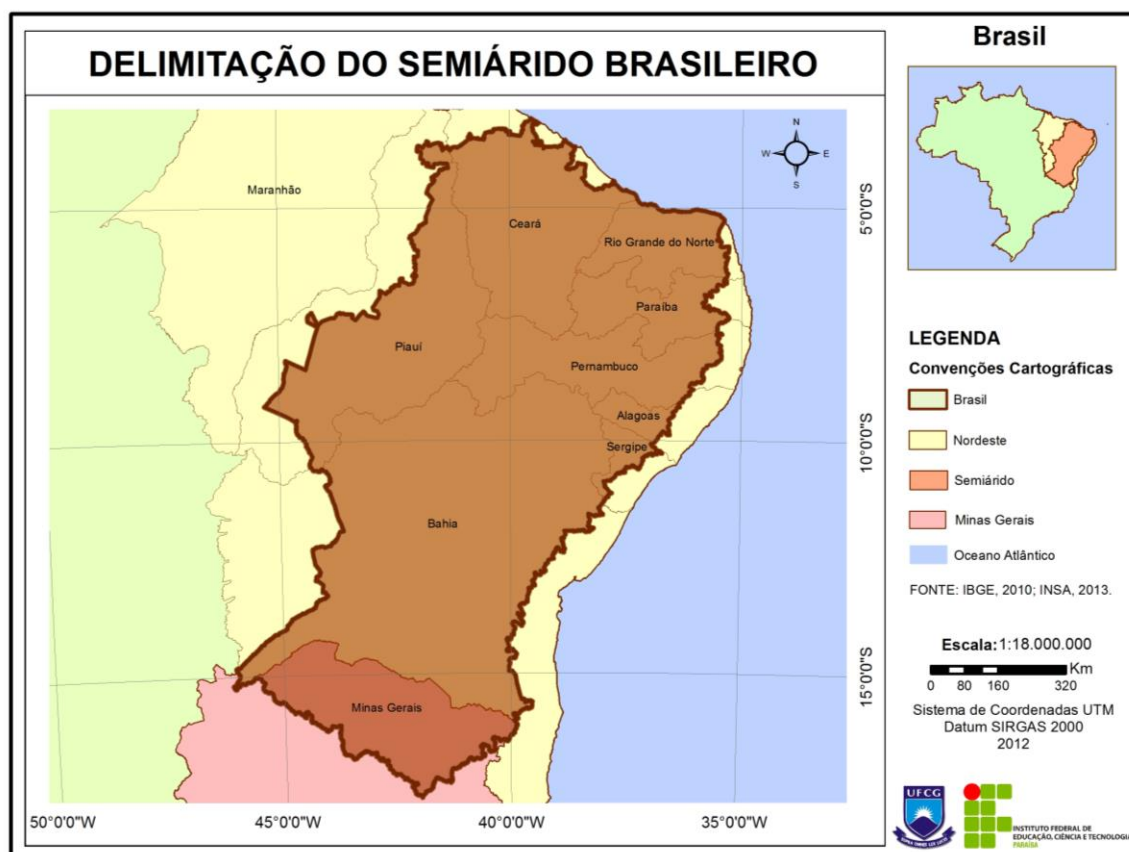 DELIMITAÇÃO DO SEMIÁRIDO BRASILEIRO
N
W
E
S
Maranhão
Ceará
Rio Grande do Norte
Paraíba
Piauí
Pernambuco
Alagoas
Sergipe
Bahia
Minas Gerais
5°0'0"S
10°0'0"S
15°0'0"S
50°0'0"W
45°0'0"W
40°0'0"W
35°0'0"W
Brasil
LEGENDA
Convenções Cartográficas
Brasil
Nordeste
Semiárido
Minas Gerais
Oceano Atlântico
FONTE: IBGE, 2010; INSA, 2013.
Escala: 1:18.000.000
Km
0 80 160 320
Sistema de Coordenadas UTM
Datum SIRGAS 2000
2012
UFCG
INSTITUTO FEDERAL DE
EDUCAÇÃO, CIÊNCIA E TECNOLOGIA
PARAÍBA